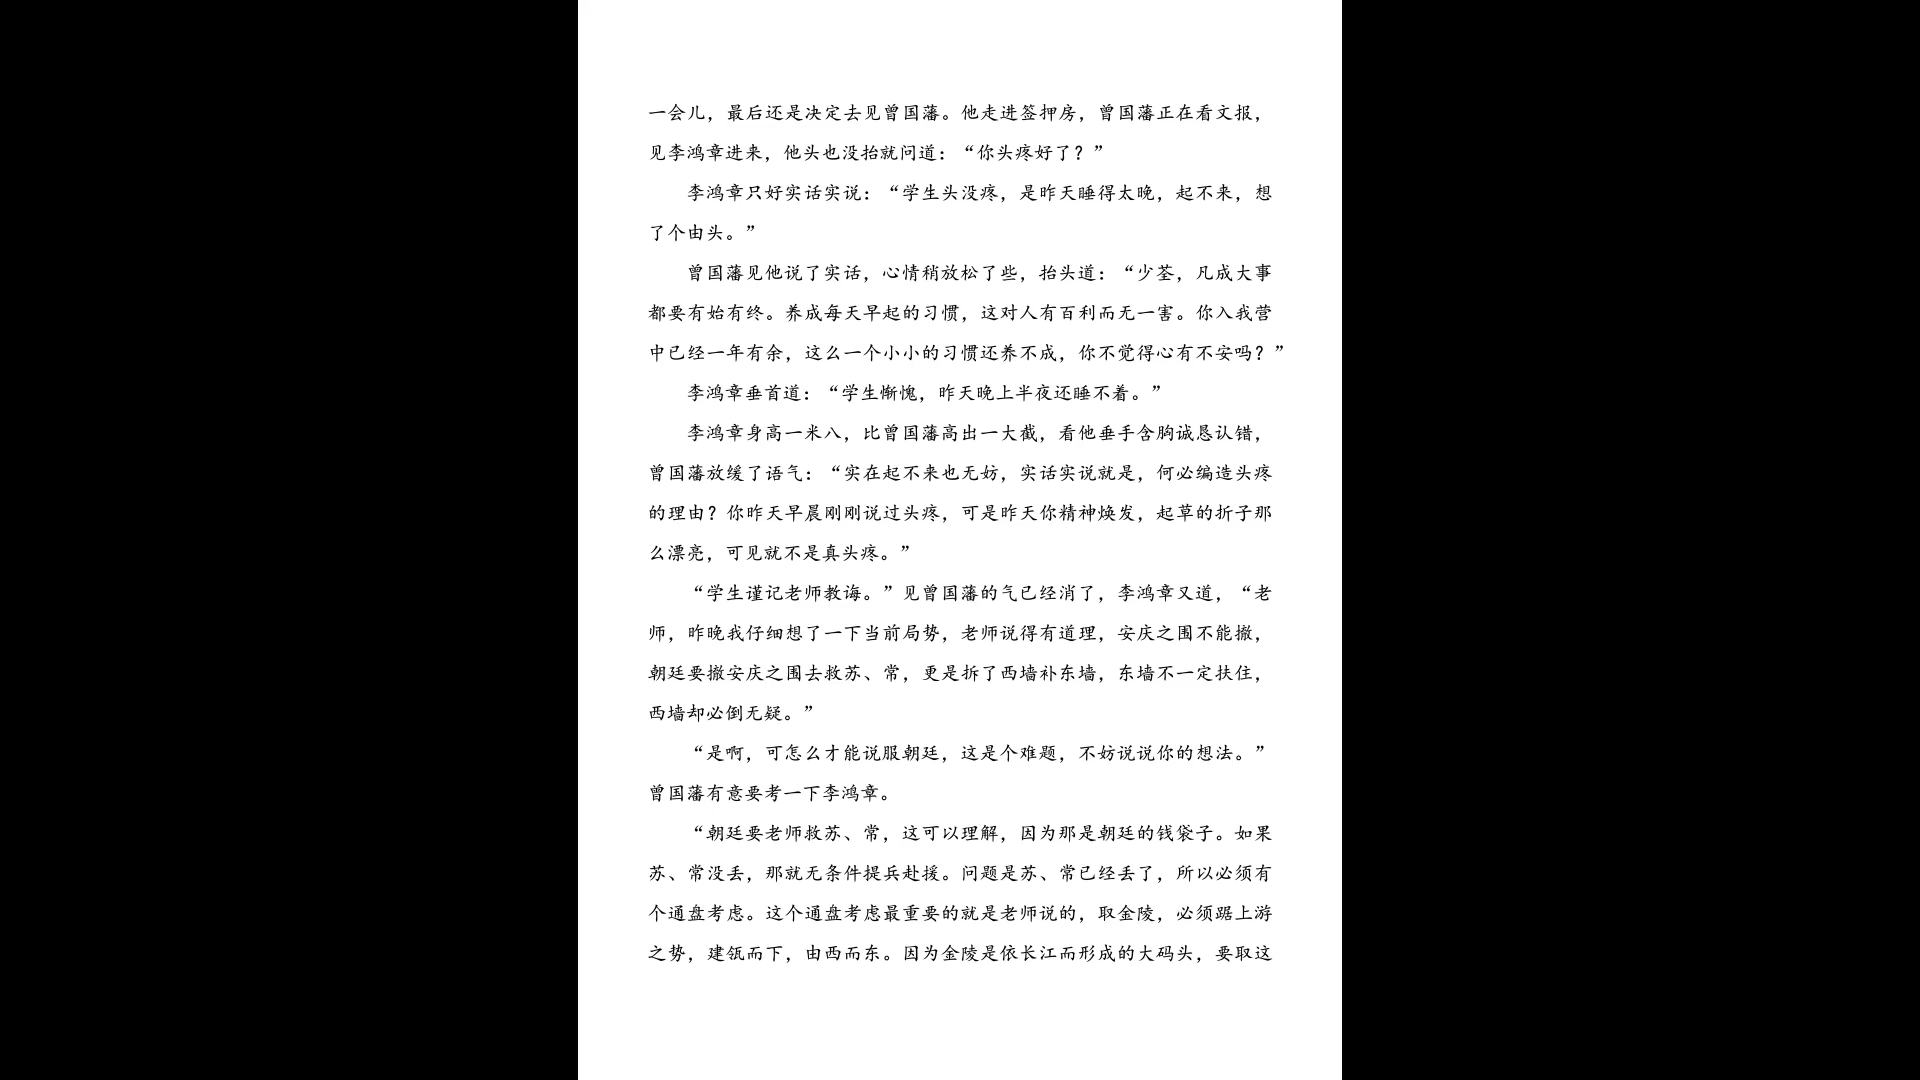 一会儿，最后还是决定去见曾国藩。他走进签押房，曾国藩正在看文报，
见李鸿章进来，他头也没抬就问道：“你头疼好了？”
李鸿章只好实话实说：“学生头没疼，是昨天睡得太晚，起不来，想
了个由头。”
曾国藩见他说了实话，心情稍放松了些，抬头道：“少荃，凡成大事
都要有始有终。养成每天早起的习惯，这对人有百利而无一害。你入我营
中已经一年有余，这么一个小小的习惯还养不成，你不觉得心有不安吗？”
李鸿章垂首道：“学生惭愧，昨天晚上半夜还睡不着。”
李鸿章身高一米八，比曾国藩高出一大截，看他垂手含胸诚恳认错，
曾国藩放缓了语气：“实在起不来也无妨，实话实说就是，何必编造头疼
的理由？你昨天早晨刚刚说过头疼，可是昨天你精神焕发，起草的折子那
么漂亮，可见就不是真头疼。”
“学生谨记老师教诲。”见曾国藩的气已经消了，李鸿章又道，“老
师，昨晚我仔细想了一下当前局势，老师说得有道理，安庆之围不能撤，
朝廷要撤安庆之围去救苏、常，更是拆了西墙补东墙，东墙不一定扶住，
西墙却必倒无疑。”
“是啊，可怎么才能说服朝廷，这是个难题，不妨说说你的想法。”
曾国藩有意要考一下李鸿章。
“朝廷要老师救苏、常，这可以理解，因为那是朝廷的钱袋子。如果
苏、常没丢，那就无条件提兵赴援。问题是苏、常已经丢了，所以必须有
个通盘考虑。这个通盘考虑最重要的就是老师说的，取金陵，必须踞上游
之势，建瓴而下，由西而东。因为金陵是依长江而形成的大码头，要取这